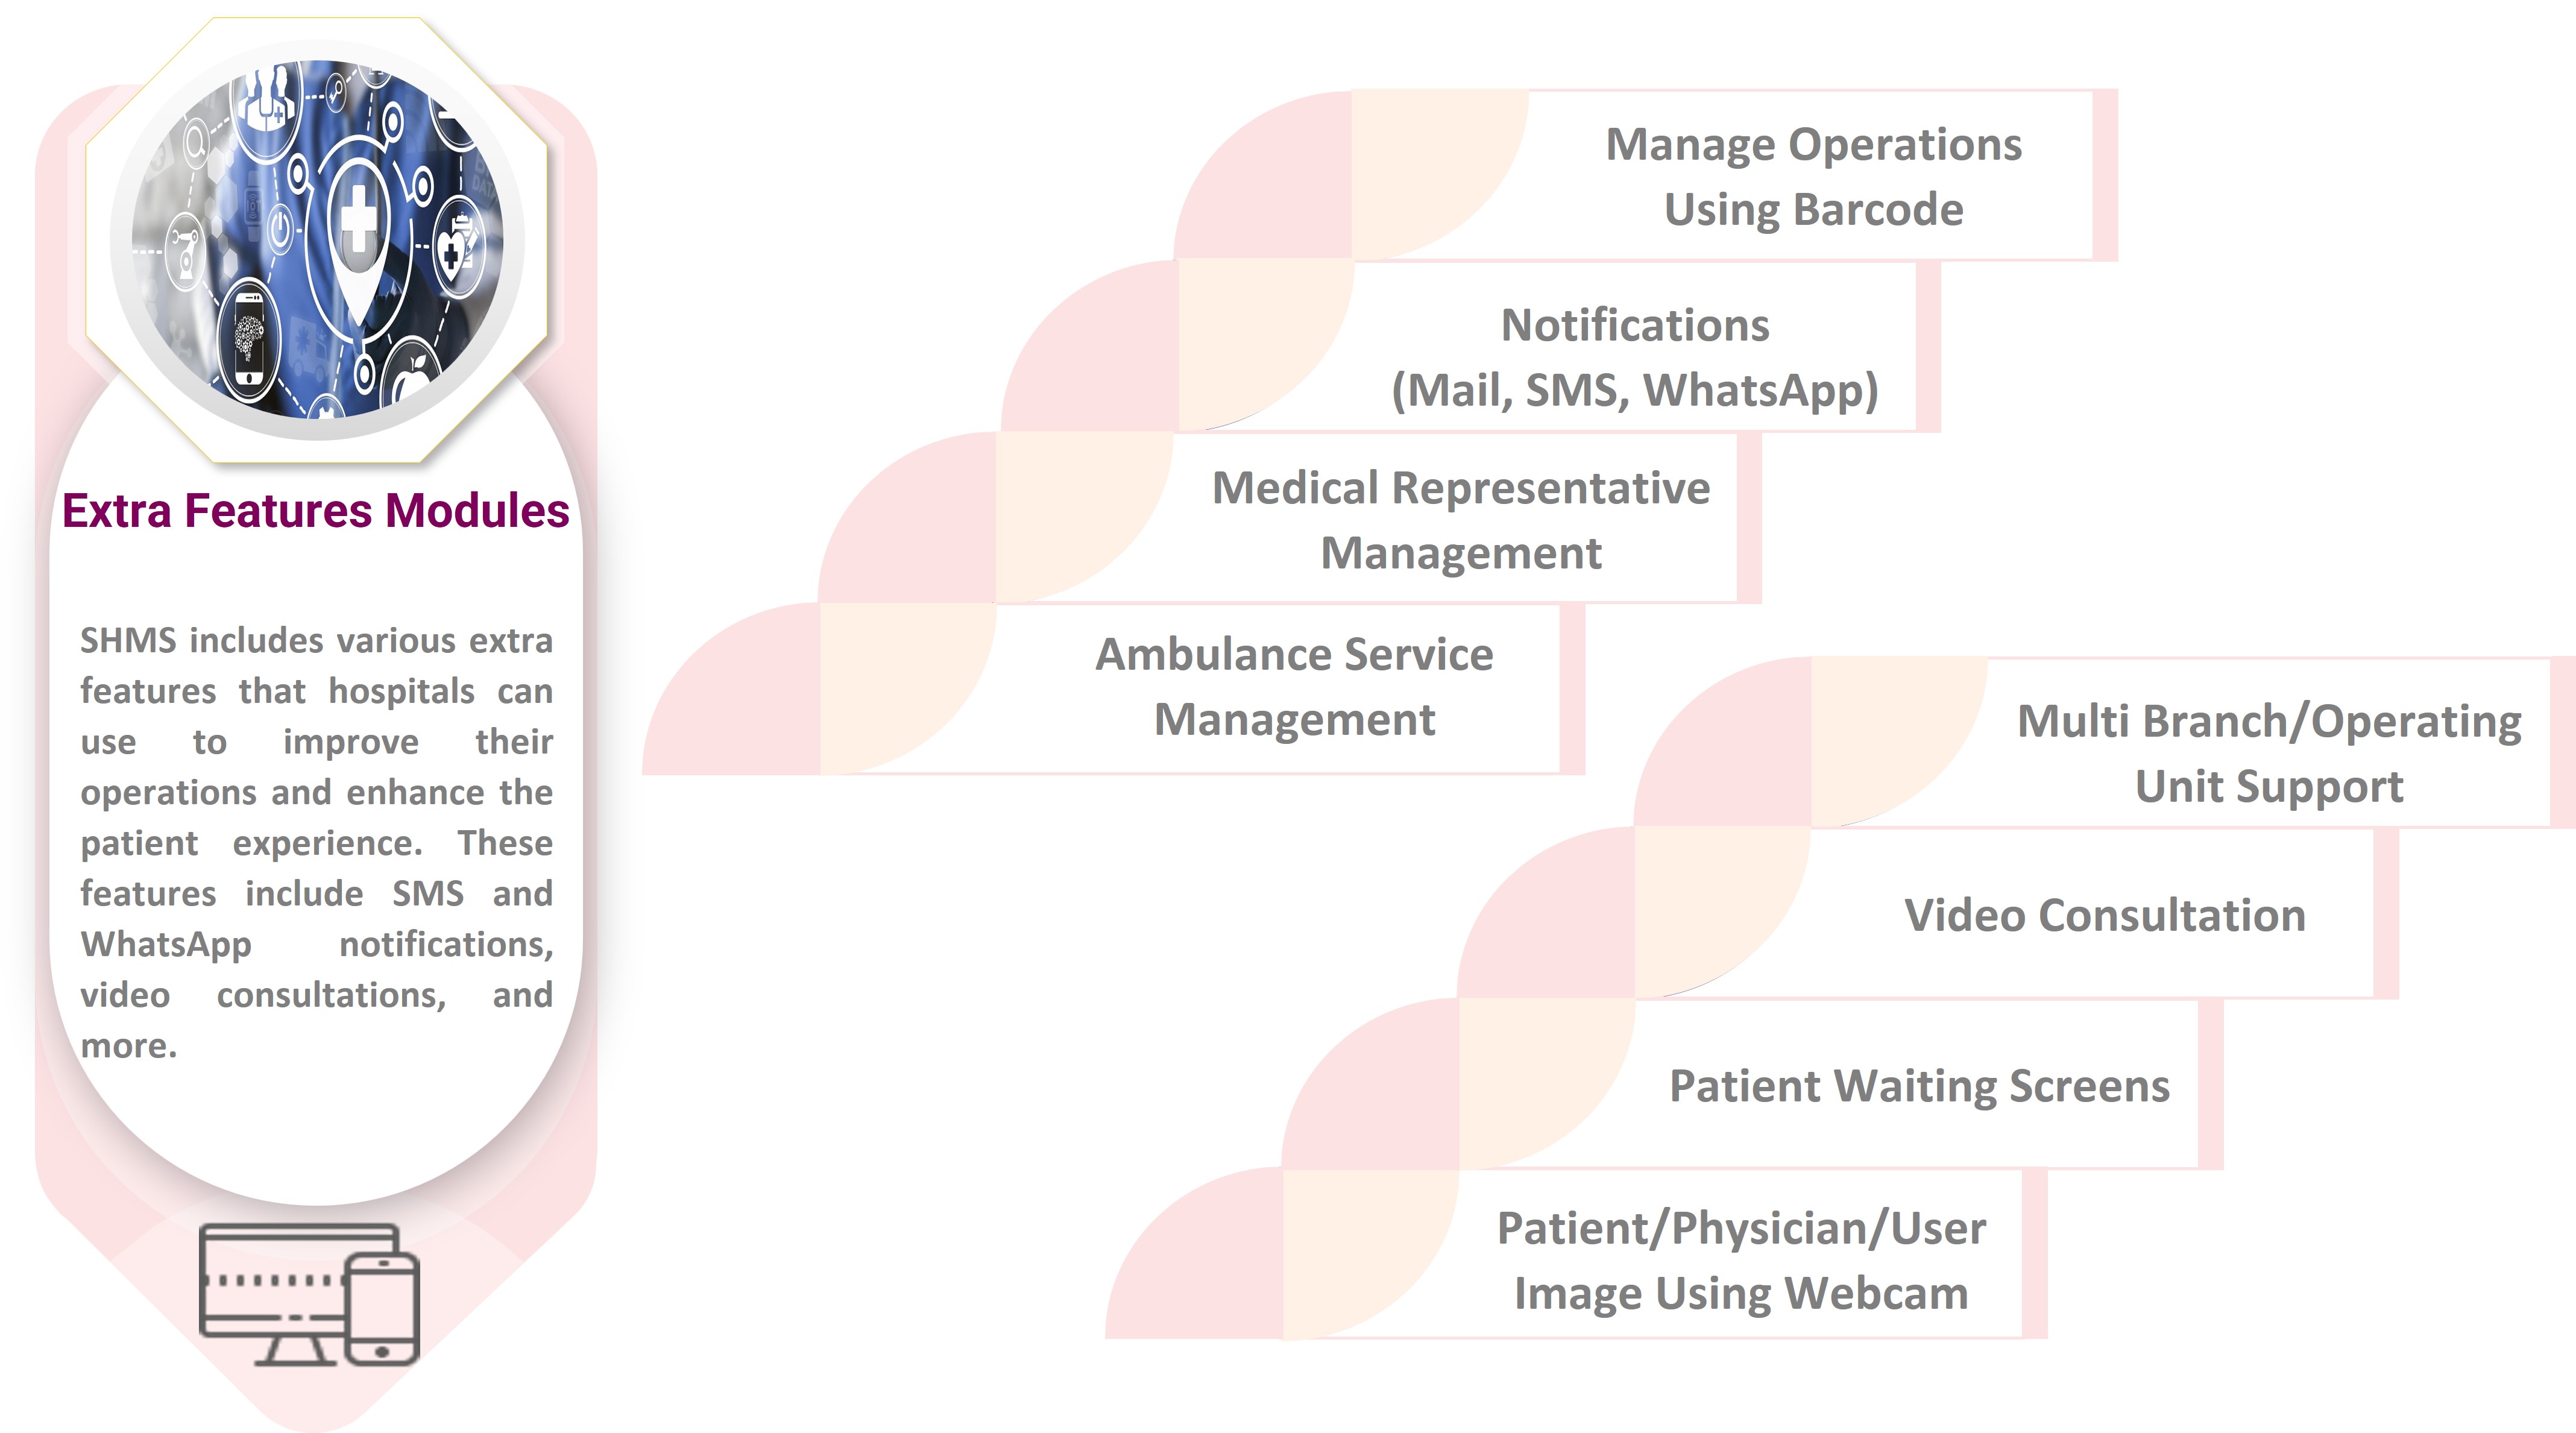 Extra Features Modules
SHMS includes various extra
features that hospitals can
use to improve their
operations and enhance the
patient experience. These
features include SMS and
WhatsApp notifications,
video consultations, and
more.
Manage Operations
Using Barcode
Notifications
(Mail, SMS, WhatsApp)
Medical Representative
Management
Ambulance Service
Management
Multi Branch/Operating
Unit Support
Video Consultation
Patient Waiting Screens
Patient/Physician/User
Image Using Webcam